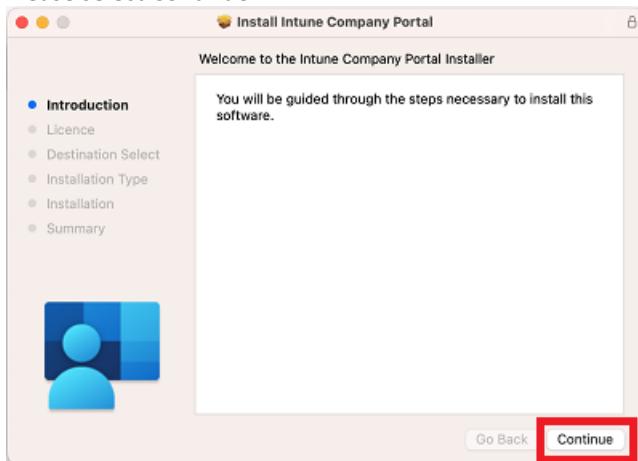 Install Intune Company Portal
Welcome to the Intune Company Portal Installer
Introduction
Licence
Destination Select
Installation Type
Installation
Summary
You will be guided through the steps necessary to install this
software.
Go Back
Continue